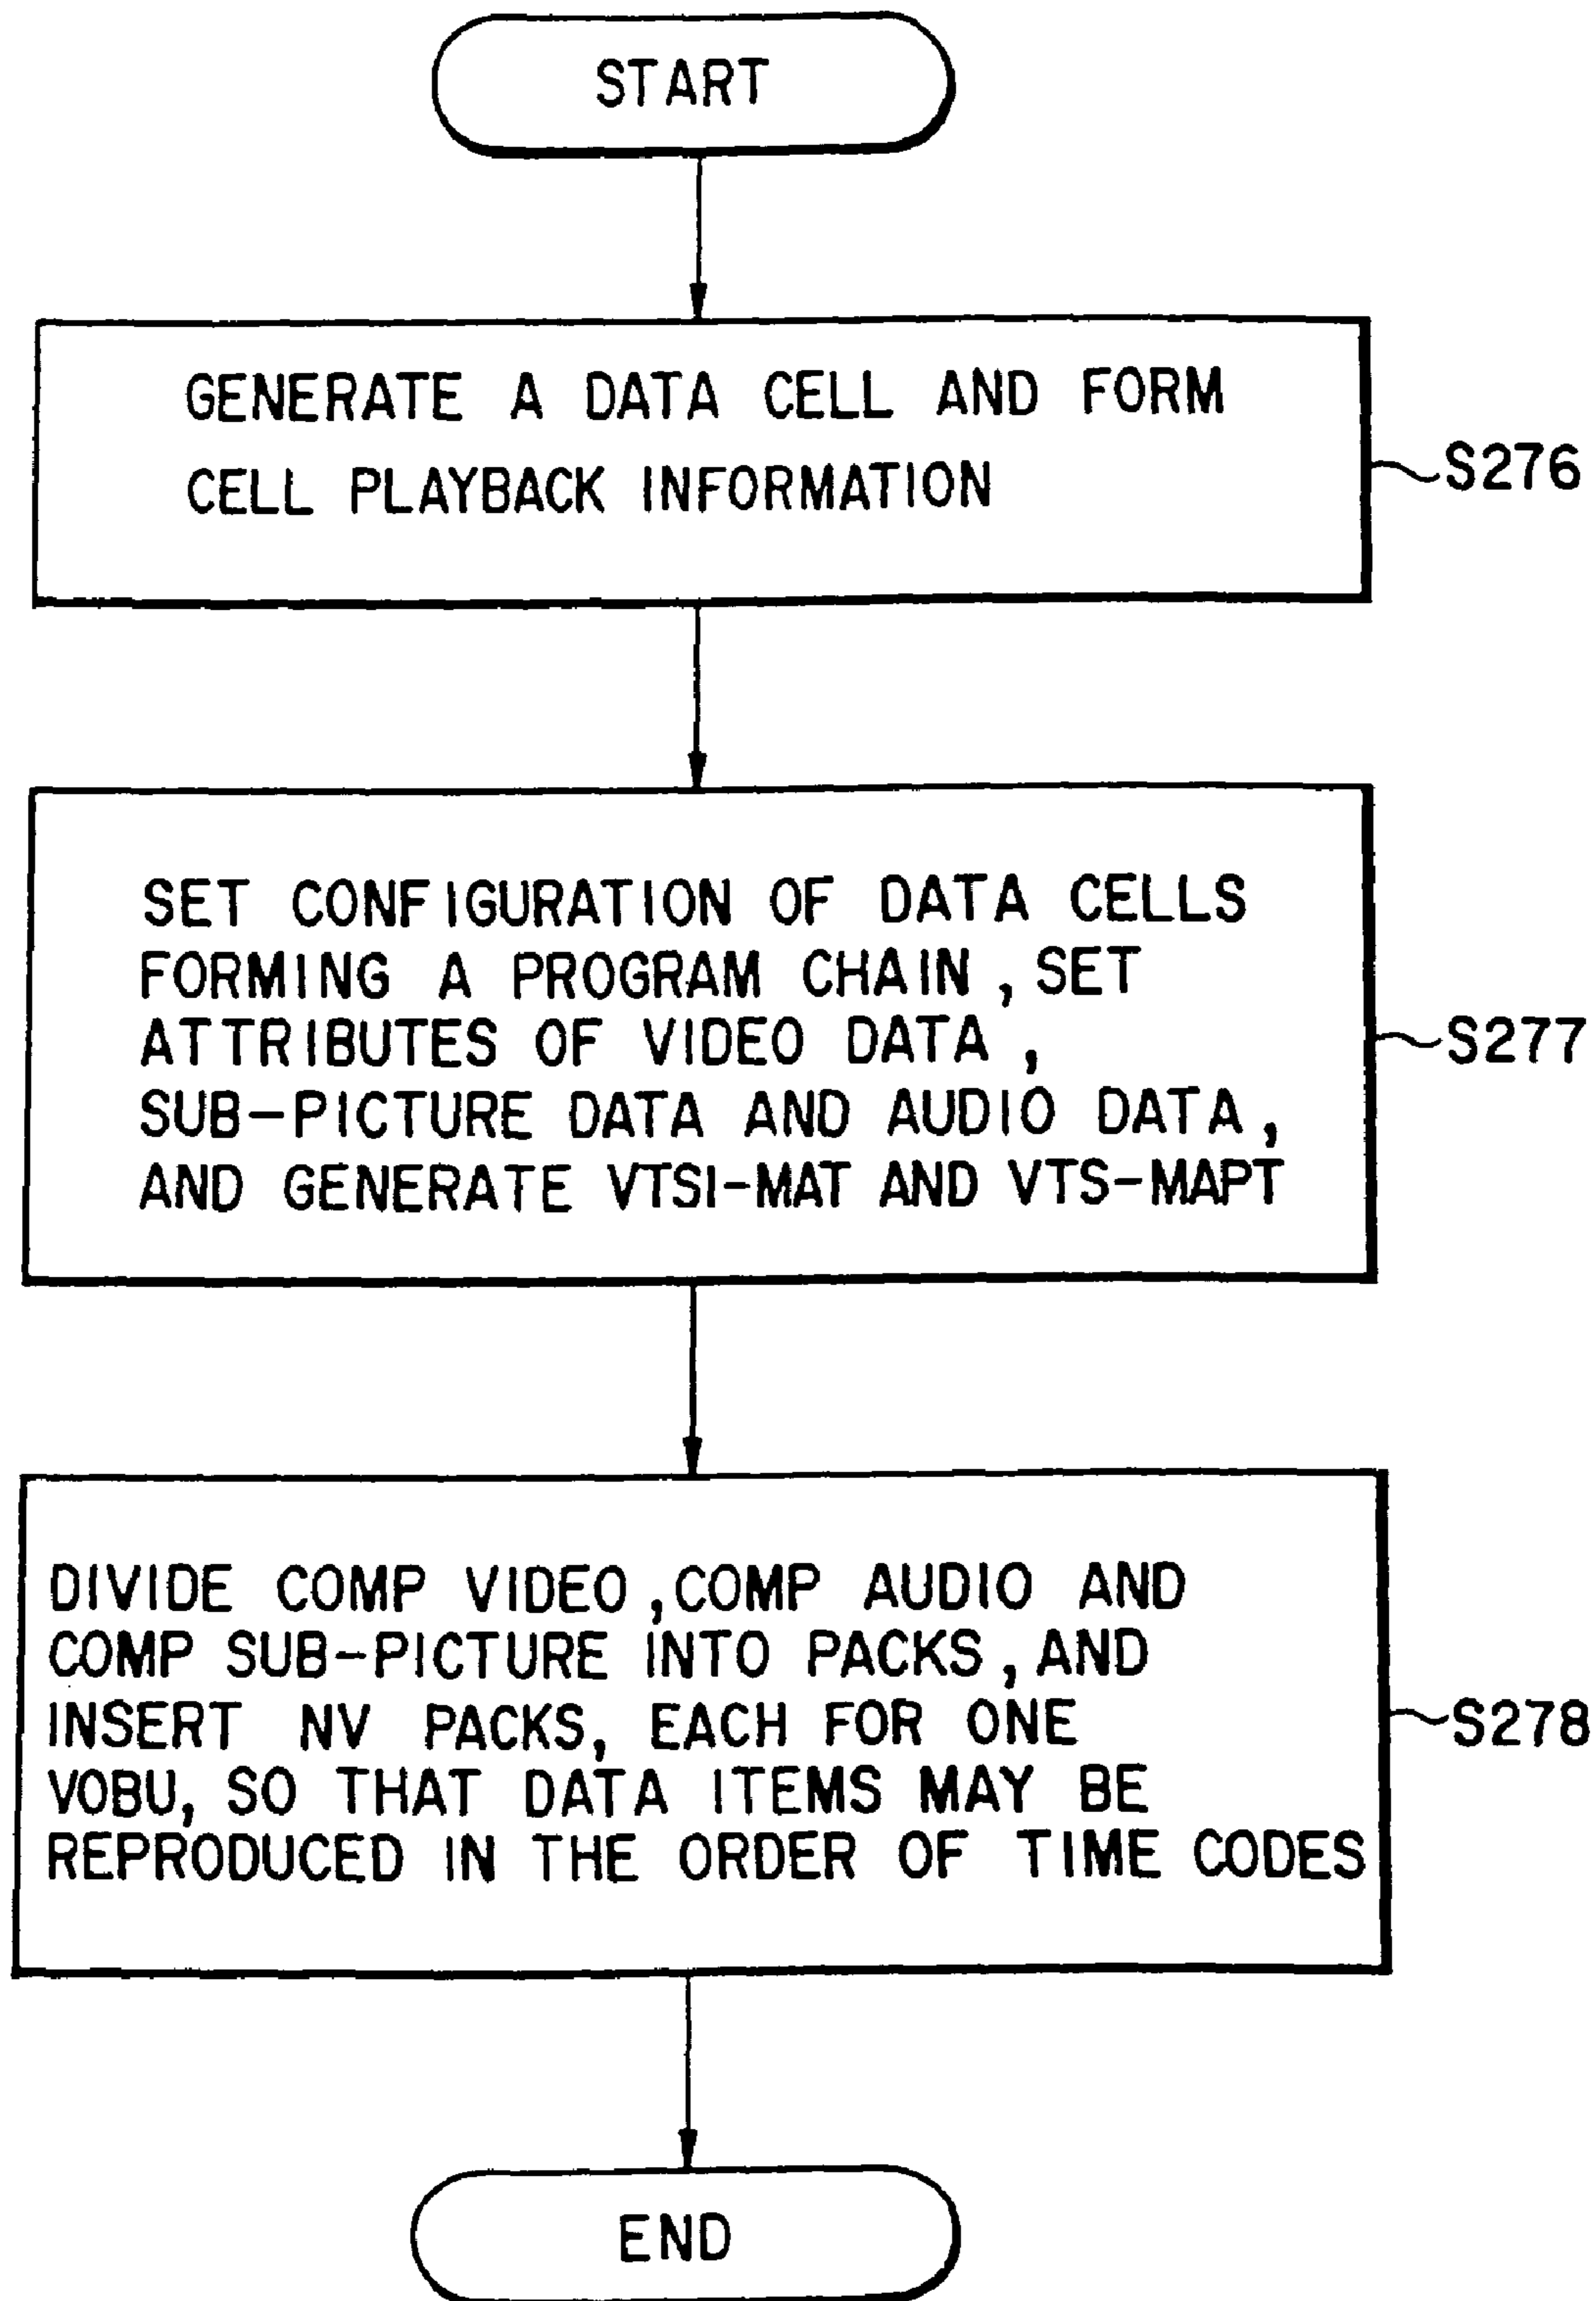 START
GENERATE A DATA CELL AND FORM
CELL PLAYBACK INFORMATION
S276
SET CONFIGURATION OF DATA CELLS
FORMING A PROGRAM CHAIN, SET
ATTRIBUTES OF VIDEO DATA,
SUB-PICTURE DATA AND AUDIO DATA,
AND GENERATE VTSI-MAT AND VTS-MAPT
S277
DIVIDE COMP VIDEO, COMP AUDIO AND
COMP SUB-PICTURE INTO PACKS, AND
INSERT NV PACKS, EACH FOR ONE
VOBU, SO THAT DATA ITEMS MAY BE
REPRODUCED IN THE ORDER OF TIME CODES
S278
END